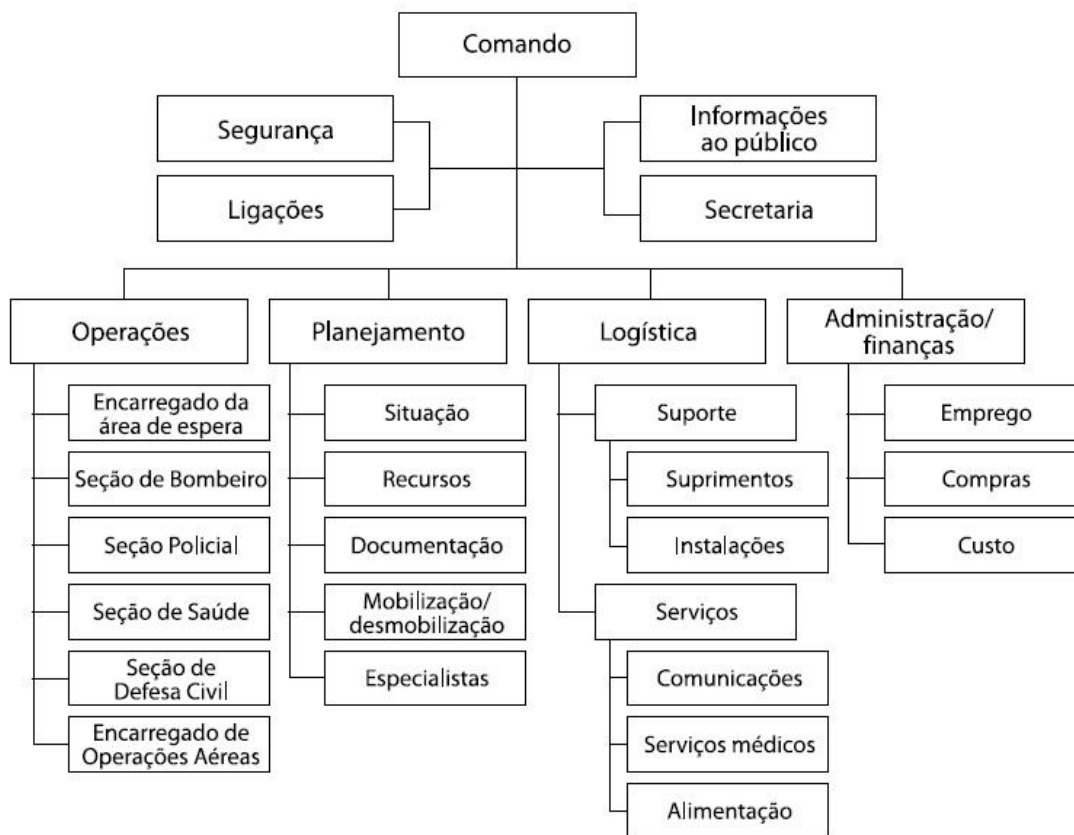 Comando
Segurança
Informações
ao público
Ligações
Secretaria
Operações
Planejamento
Logística
Administração/
finanças
Encarregado da
área de espera
Seção de Bombeiro
Seção Policial
Seção de Saúde
Seção de
Defesa Civil
Encarregado de
Operações Aéreas
Situação
Recursos
Documentação
Mobilização/
desmobilização
Especialistas
Suporte
Suprimentos
Instalações
Serviços
Comunicações
Serviços médicos
Alimentação
Emprego
Compras
Custo